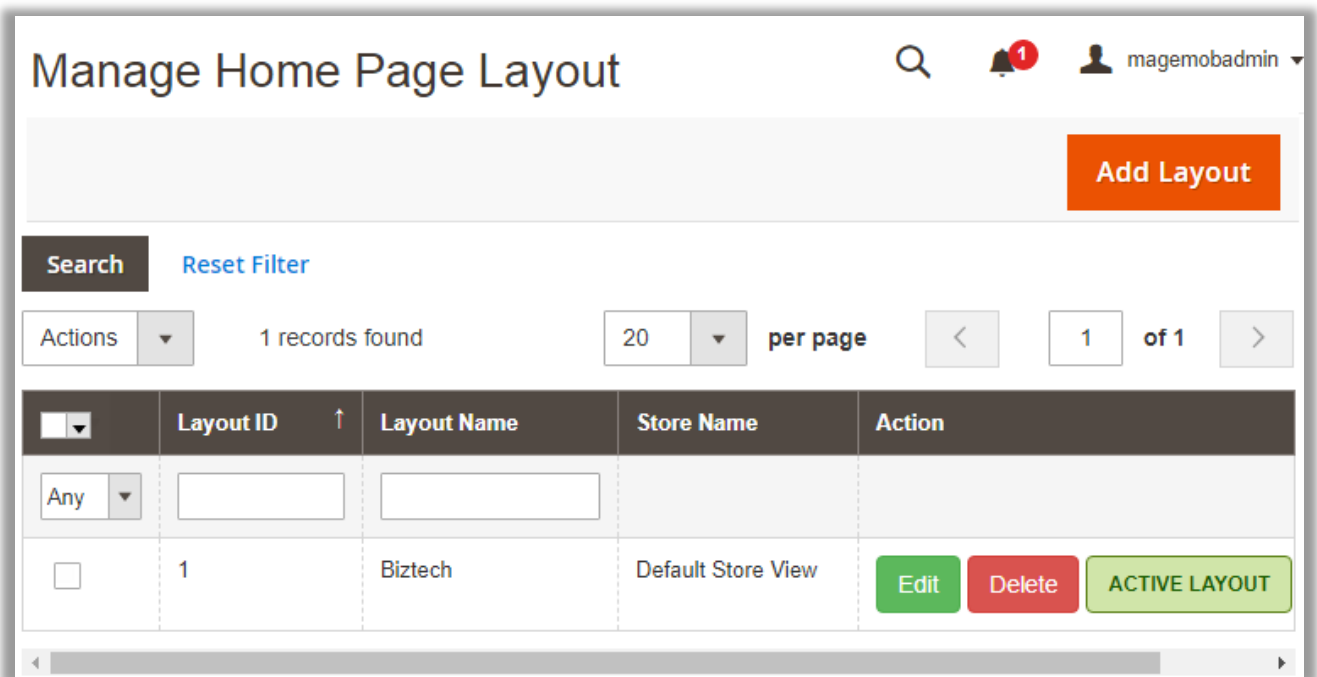 Manage Home Page Layout
1
magemobadmin
Add Layout
Search Reset Filter
Actions 1 records found 20 per page 1 of 1
Layout ID ↑ Layout Name Store Name Action
Any
1 Biztech Default Store View Edit Delete ACTIVE LAYOUT